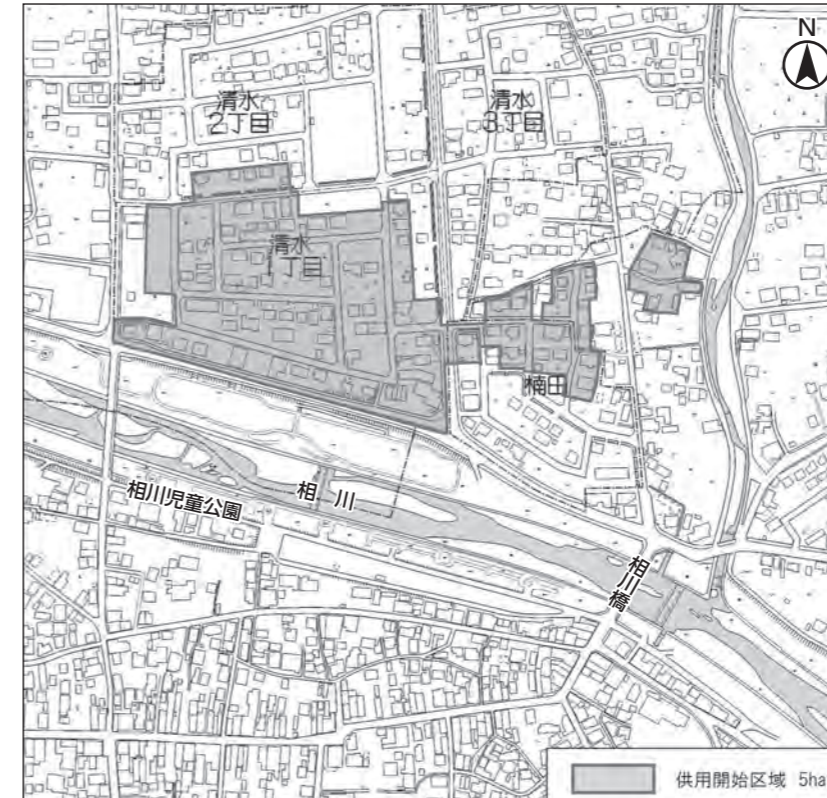 N
清水
2丁目
清水
3丁目
清水
1丁目
楠田
相川児童公園
相 川
相川橋
供用開始区域 5ha